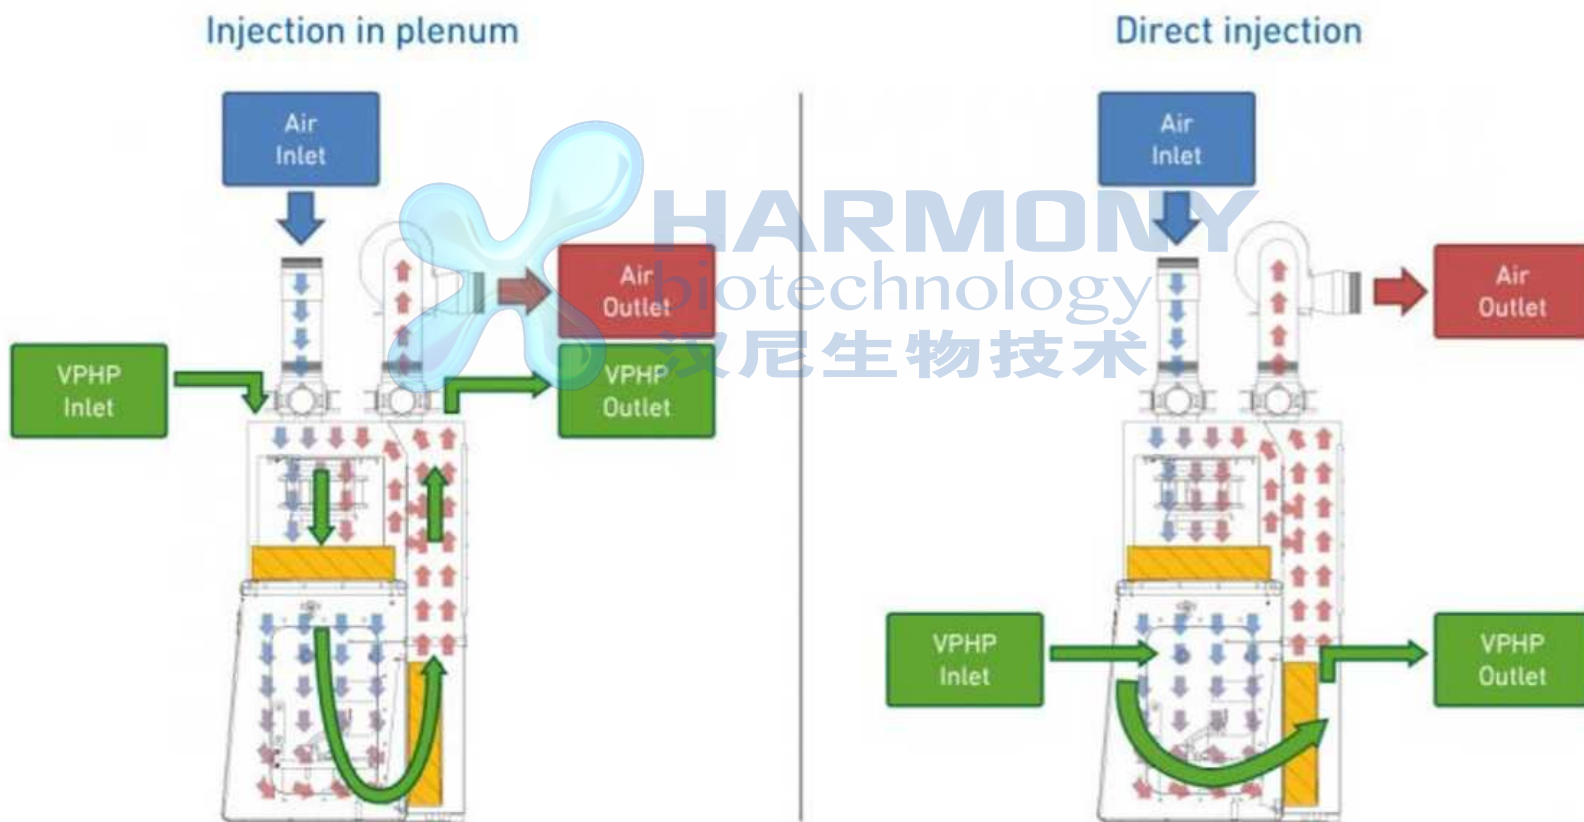 Injection in plenum
Air
Inlet
Air
Outlet
VPHP
Inlet
VPHP
Outlet
Direct injection
Air
Inlet
Air
Outlet
VPHP
Inlet
VPHP
Outlet
HARMONY
biotechnology
汉尼生物技术